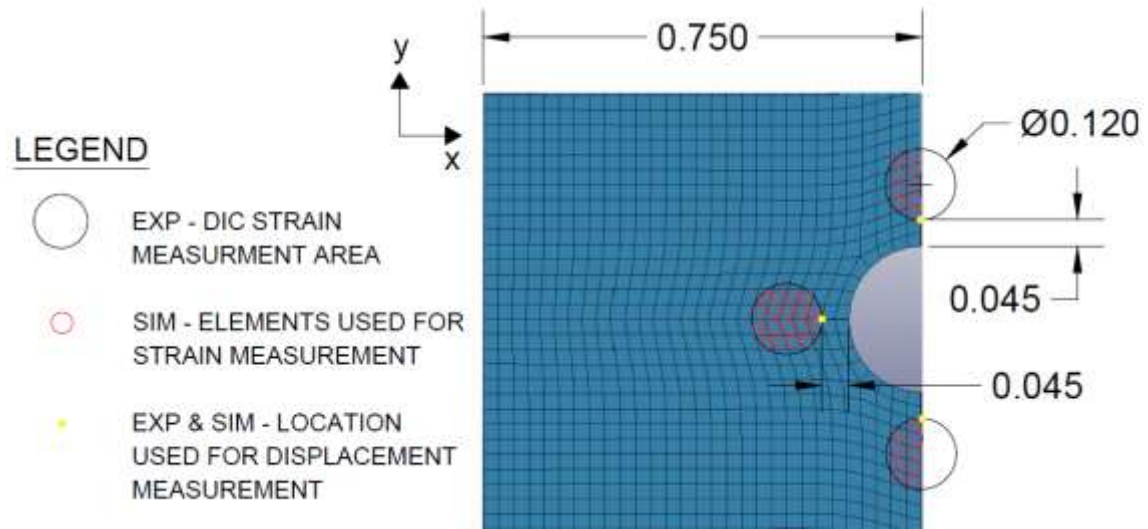 0.750
y
x
Ø0.120
LEGEND
EXP - DIC STRAIN
MEASURMENT AREA
0.045
SIM - ELEMENTS USED FOR
STRAIN MEASUREMENT
0.045
EXP & SIM - LOCATION
USED FOR DISPLACEMENT
MEASUREMENT